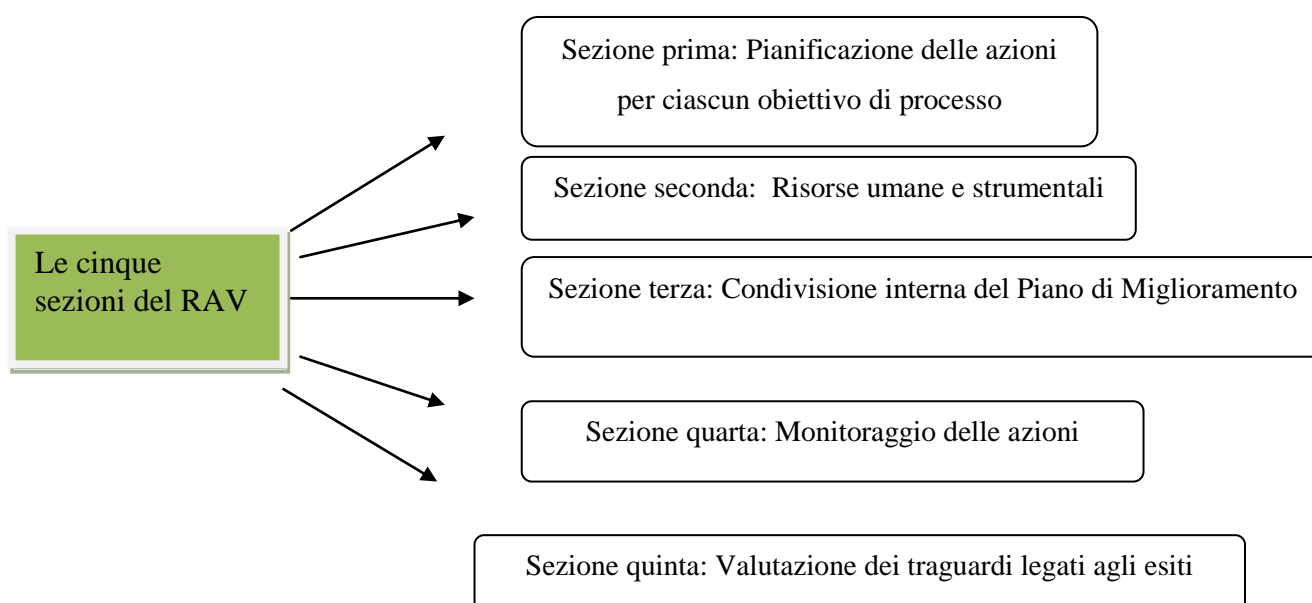 Sezione prima: Pianificazione delle azioni
per ciascun obiettivo di processo
Sezione seconda:  Risorse umane e strumentali
Le cinque
sezioni del RAV
Sezione terza: Condivisione interna del Piano di Miglioramento
Sezione quarta: Monitoraggio delle azioni
Sezione quinta: Valutazione dei traguardi legati agli esiti